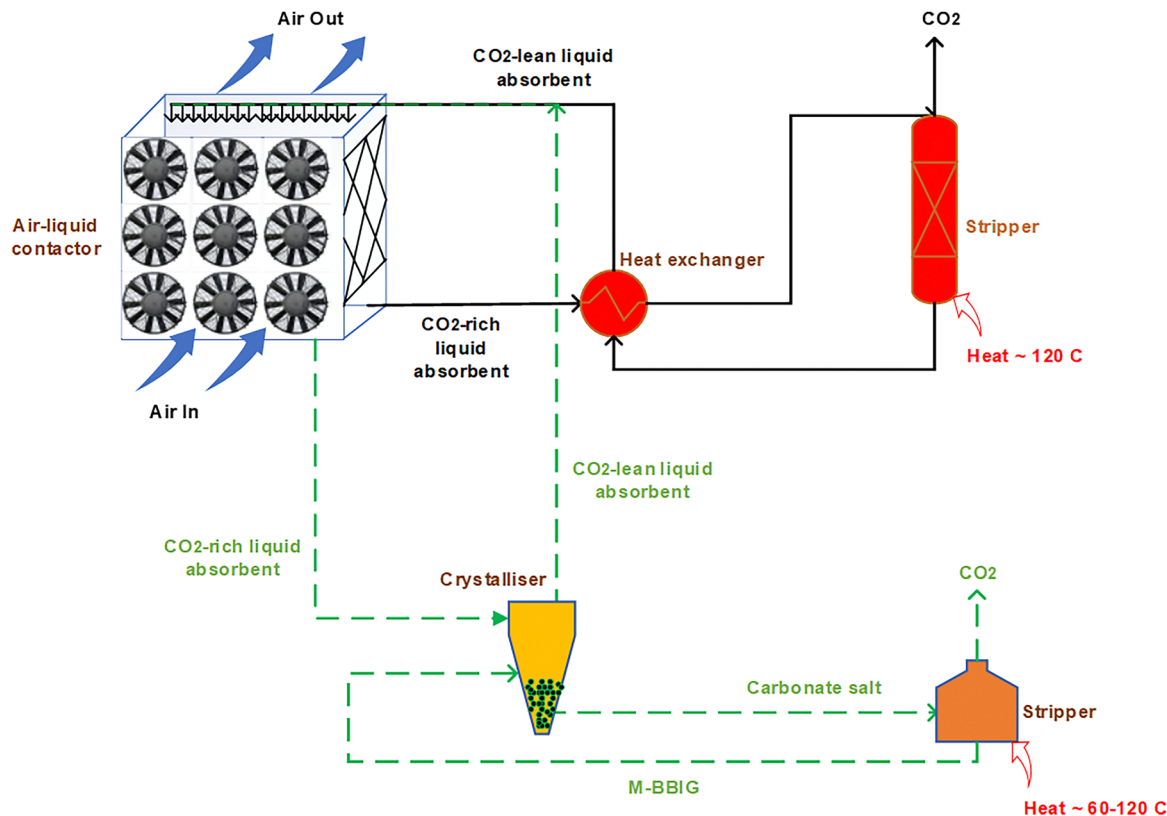 Air Out
CO2
CO2-lean liquid
absorbent
Air-liquid
contactor
Stripper
Heat exchanger
CO2-rich
liquid
absorbent
Heat ~ 120 C
Air In
CO2-lean liquid
absorbent
CO2-rich liquid
absorbent
Crystalliser
CO2
Carbonate salt
Stripper
M-BBIG
Heat ~ 60-120 C